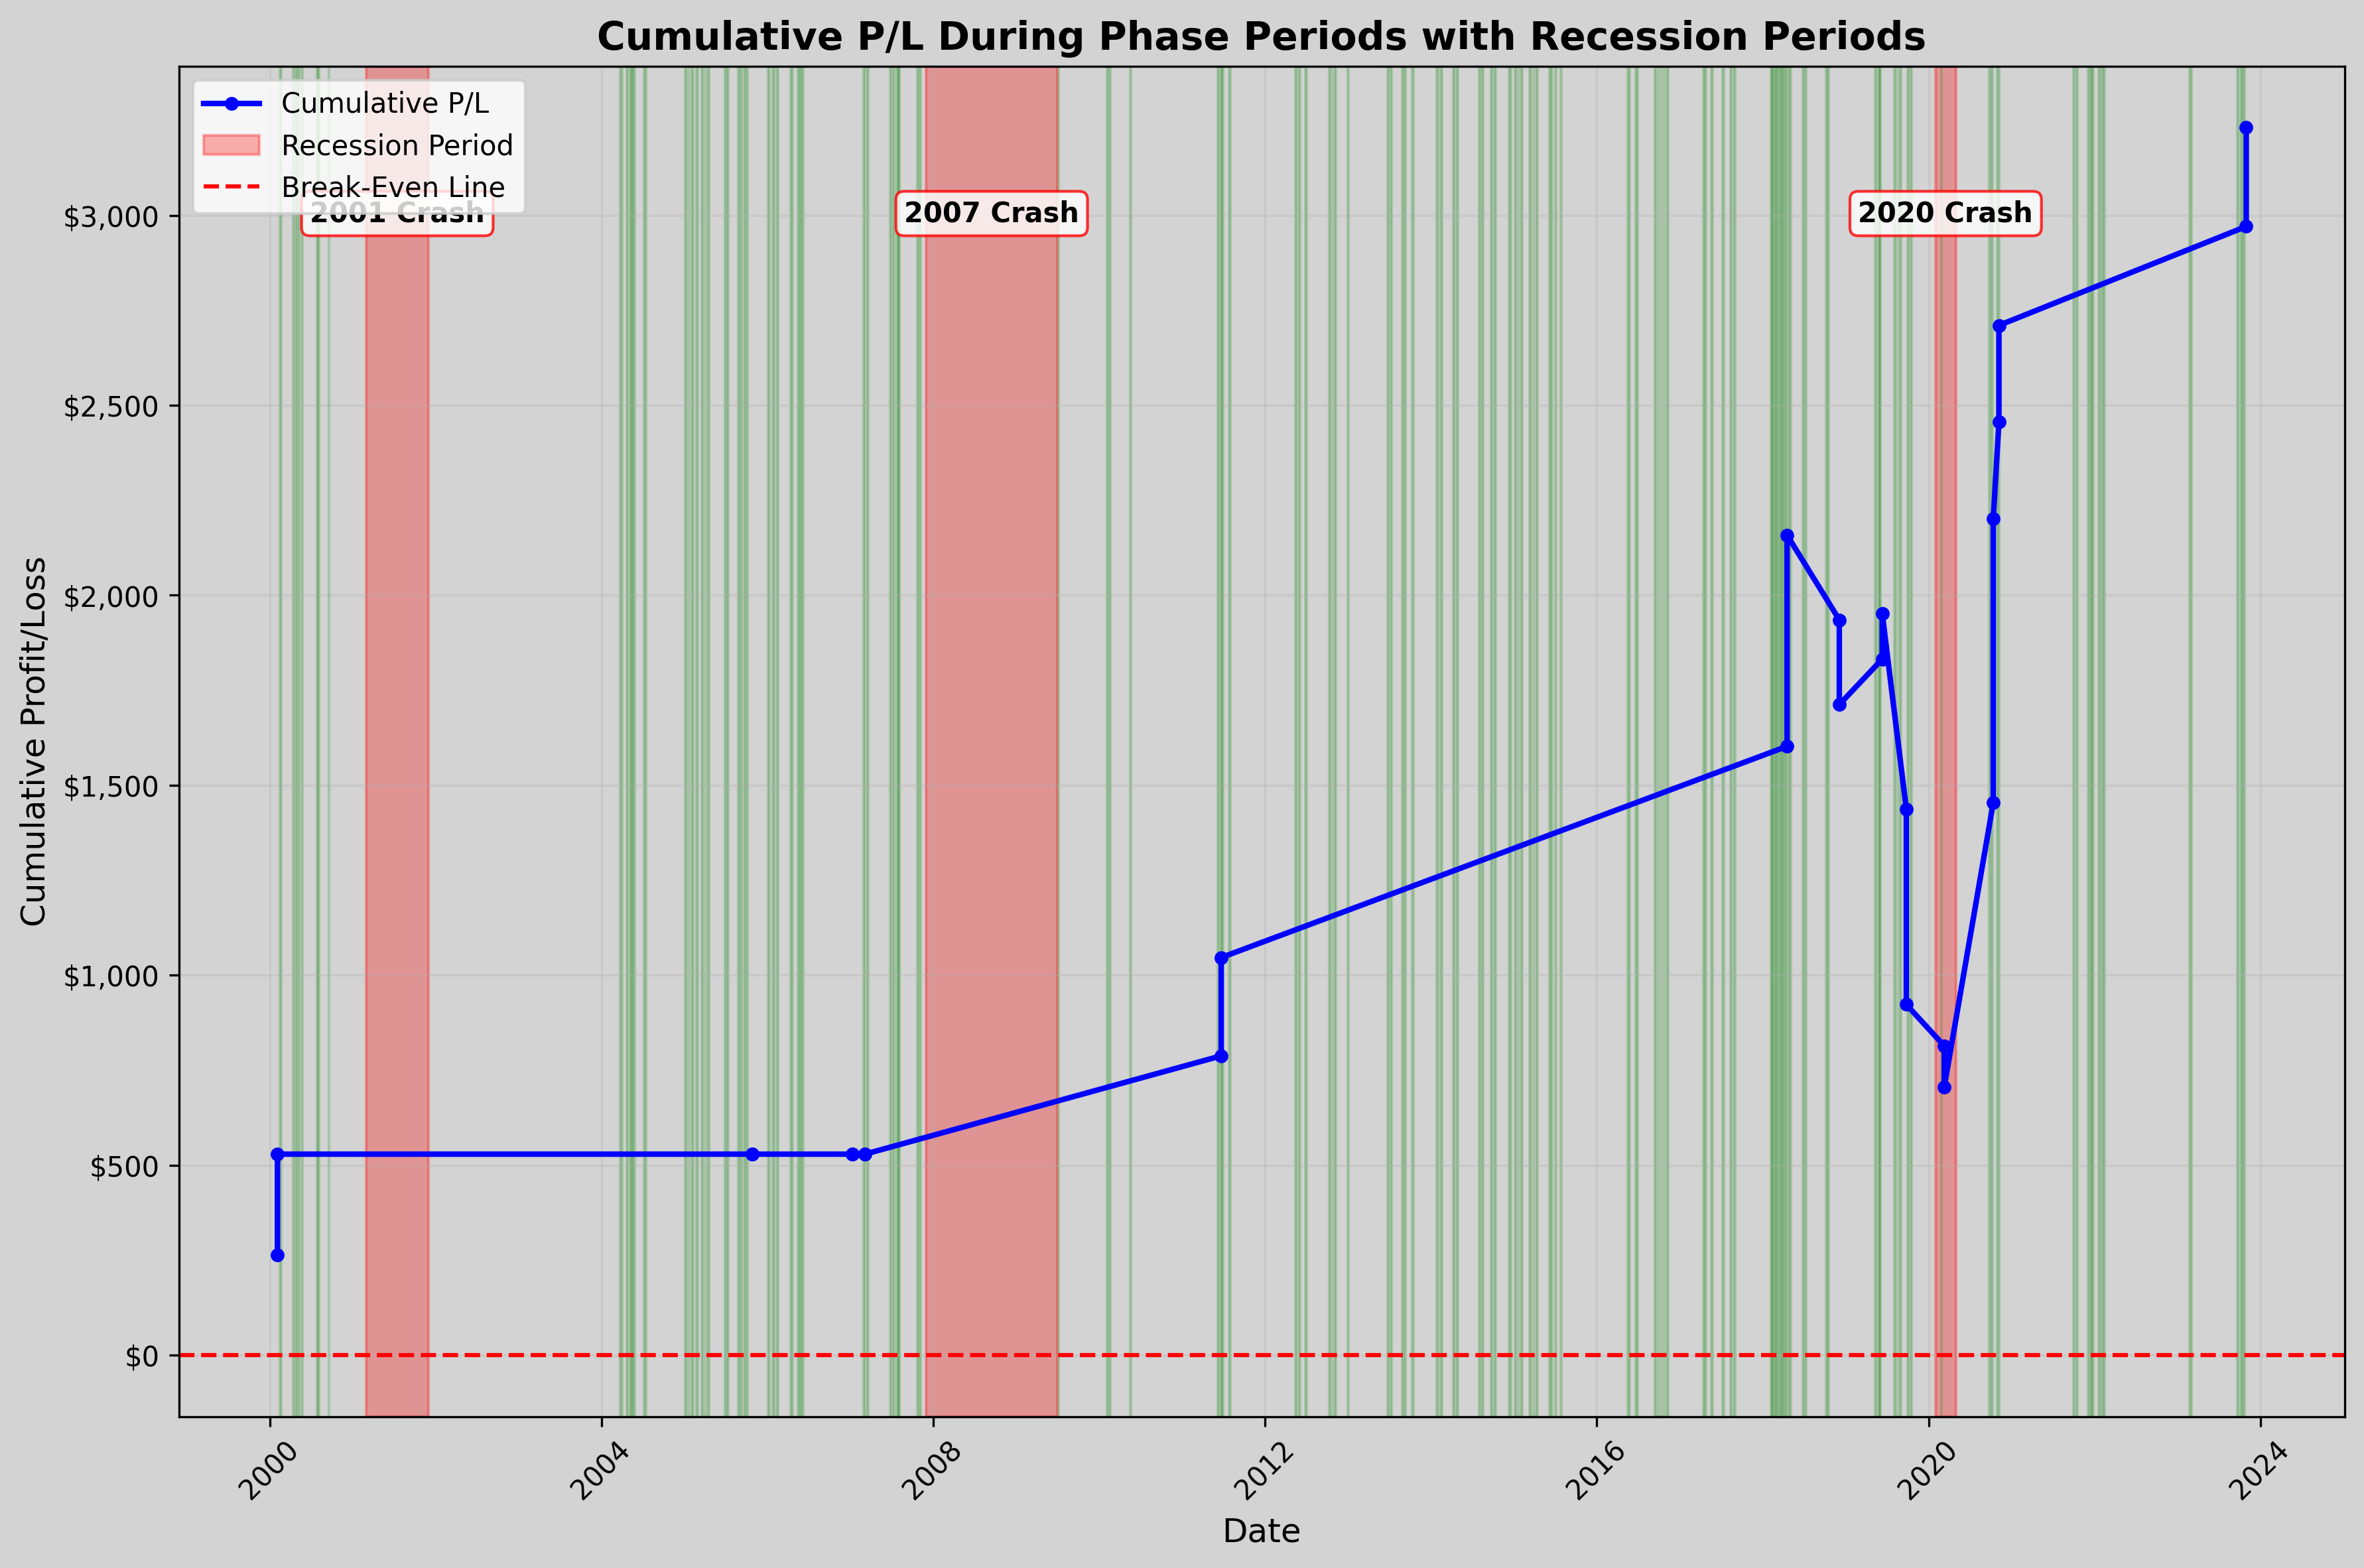 Cumulative P/L During Phase Periods with Recession Periods
Cumulative P/L
Recession Period
Break-Even Line
2001 Crash
2007 Crash
2020 Crash
$3,000
$2,500
$2,000
$1,500
$1,000
$500
$0
Cumulative Profit/Loss
2000
2004
2008
2012
2016
2020
2024
Date